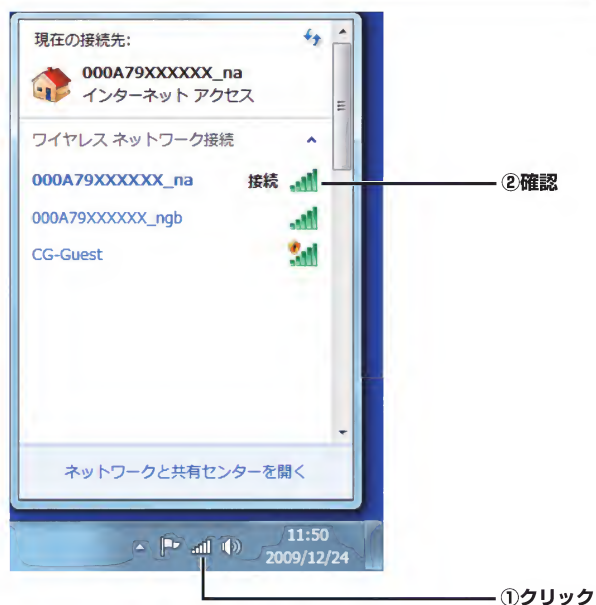 現在の接続先:
000A79XXXXXX_na
インターネット アクセス
ワイヤレス ネットワーク接続
000A79XXXXXX_na 接続
②確認
000A79XXXXXX_ngb
CG-Guest
ネットワークと共有センターを開く
11:50
2009/12/24
①クリック